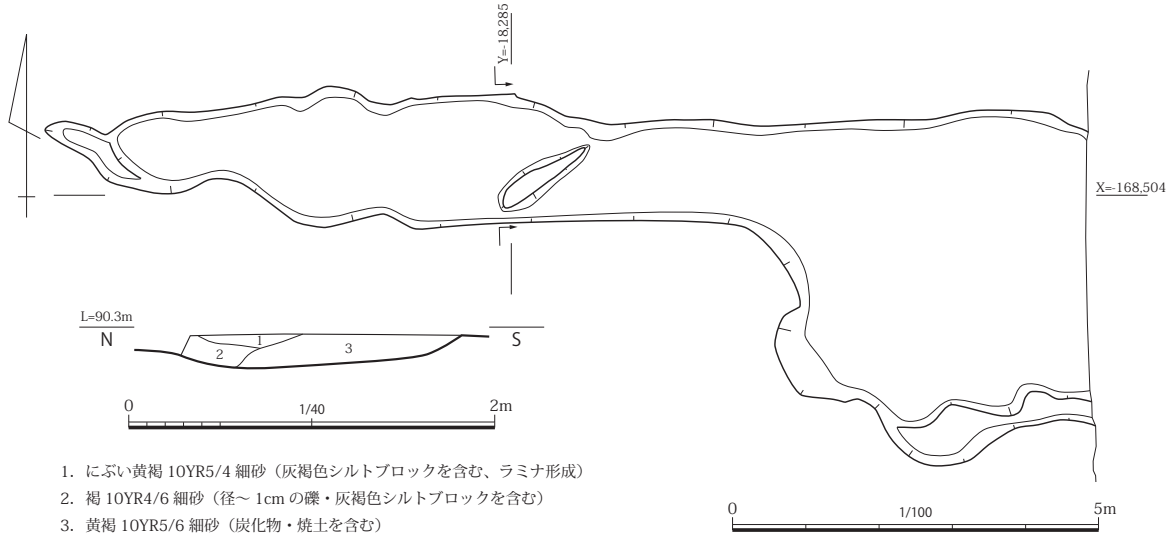 Y=-18,285
X=-168,504
L=90.3m
N
S
1
2
3
0 1/40 2m
1. にぶい黄褐 10YR5/4 細砂（灰褐色シルトブロックを含む、ラミナ形成）
2. 褐 10YR4/6 細砂（径～ 1cm の礫・灰褐色シルトブロックを含む）
3. 黄褐 10YR5/6 細砂（炭化物・焼土を含む）
0 1/100 5m